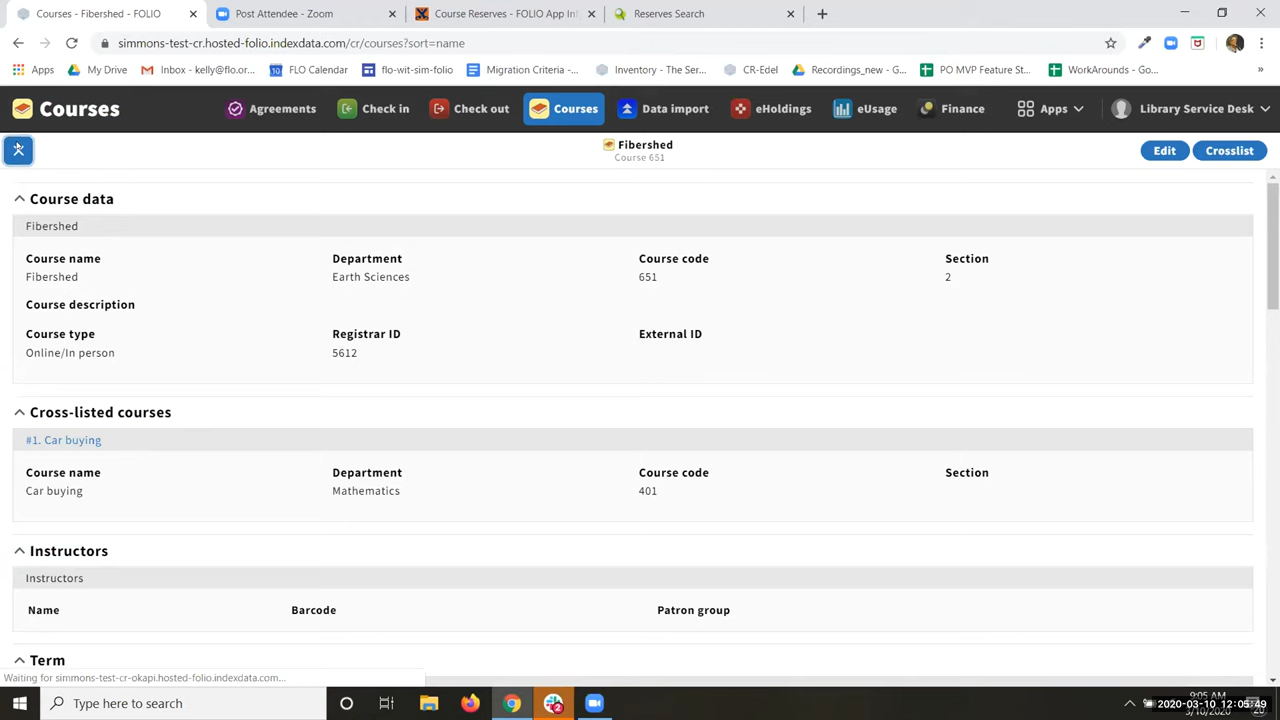 Courses - Fibershed - FOLIO
Post Attendee - Zoom
Course Reserves - FOLIO App Int
Reserves Search
simmons-test-cr.hosted-folio.indexdata.com/cr/courses?sort=name
Apps
My Drive
Inbox - kelly@flo.or...
FLO Calendar
flo-wit-sim-folio
Migration Criteria -...
Inventory - The Ser...
CR-Edel
Recordings_new - G...
PO MVP Feature St...
WorkArounds - Go...
»
Courses
Agreements
Check in
Check out
Courses
Data import
eHoldings
eUsage
Finance
Apps
Library Service Desk
Fibershed
Course 651
Edit
Crosslist
Course data
Fibershed
Course name Department Course code Section
Fibershed Earth Sciences 651 2
Course description
Course type Registrar ID External ID
Online/In person 5612
Cross-listed courses
#1. Car buying
Course name Department Course code Section
Car buying Mathematics 401
Instructors
Instructors
Name Barcode Patron group
Term
Waiting for simmons-test-cr-okapi.hosted-folio.indexdata.com...
Type here to search
2
9:05 AM
2020-03-10 12:05:49